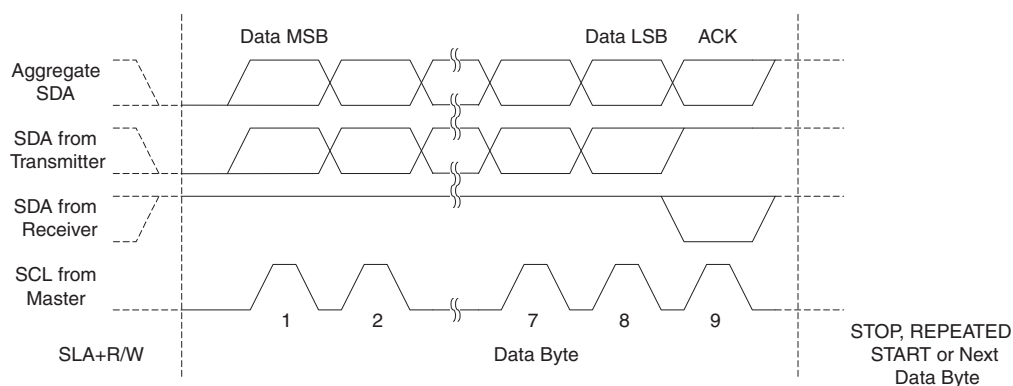 Data MSB
Data LSB
ACK
Aggregate
SDA
SDA from
Transmitter
SDA from
Receiver
SCL from
Master
1
2
7
8
9
SLA+R/W
Data Byte
STOP, REPEATED
START or Next
Data Byte